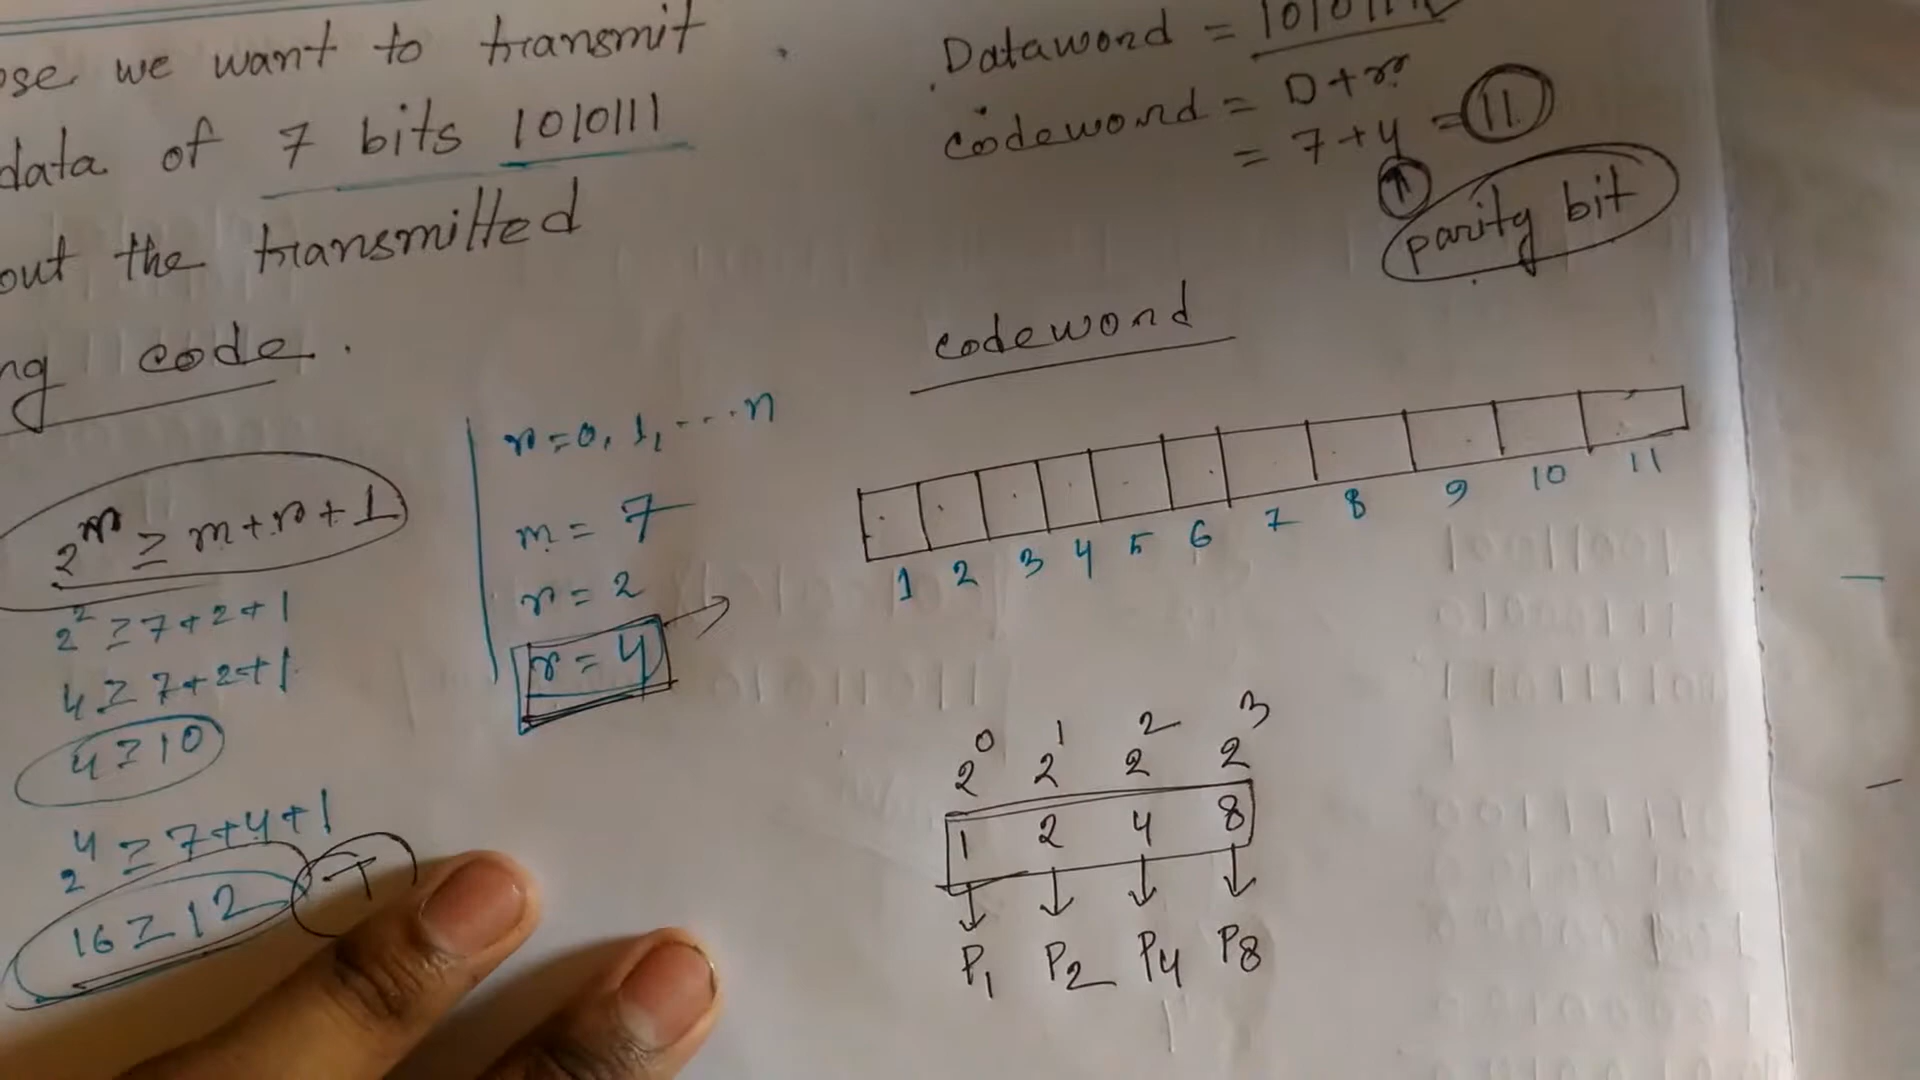 ose we want to transmit
data of 7 bits 1010111
out the transmitted
ng code.
2^r ≥ m+r+1
2^2 ≥ 7+2+1
4 ≥ 7+2+1
4 ≥ 10
2^4 ≥ 7+4+1
16 ≥ 12 T
r = 0, 1, ... n
m = 7
r = 2
r = 4 →
Dataword =
codeword = D+r
= 7+4 = 11
parity bit
codeword
1 2 3 4 5 6 7 8 9 10 11
2^0 2^1 2^2 2^3
1 2 4 8
↓ ↓ ↓ ↓
P1 P2 P4 P8